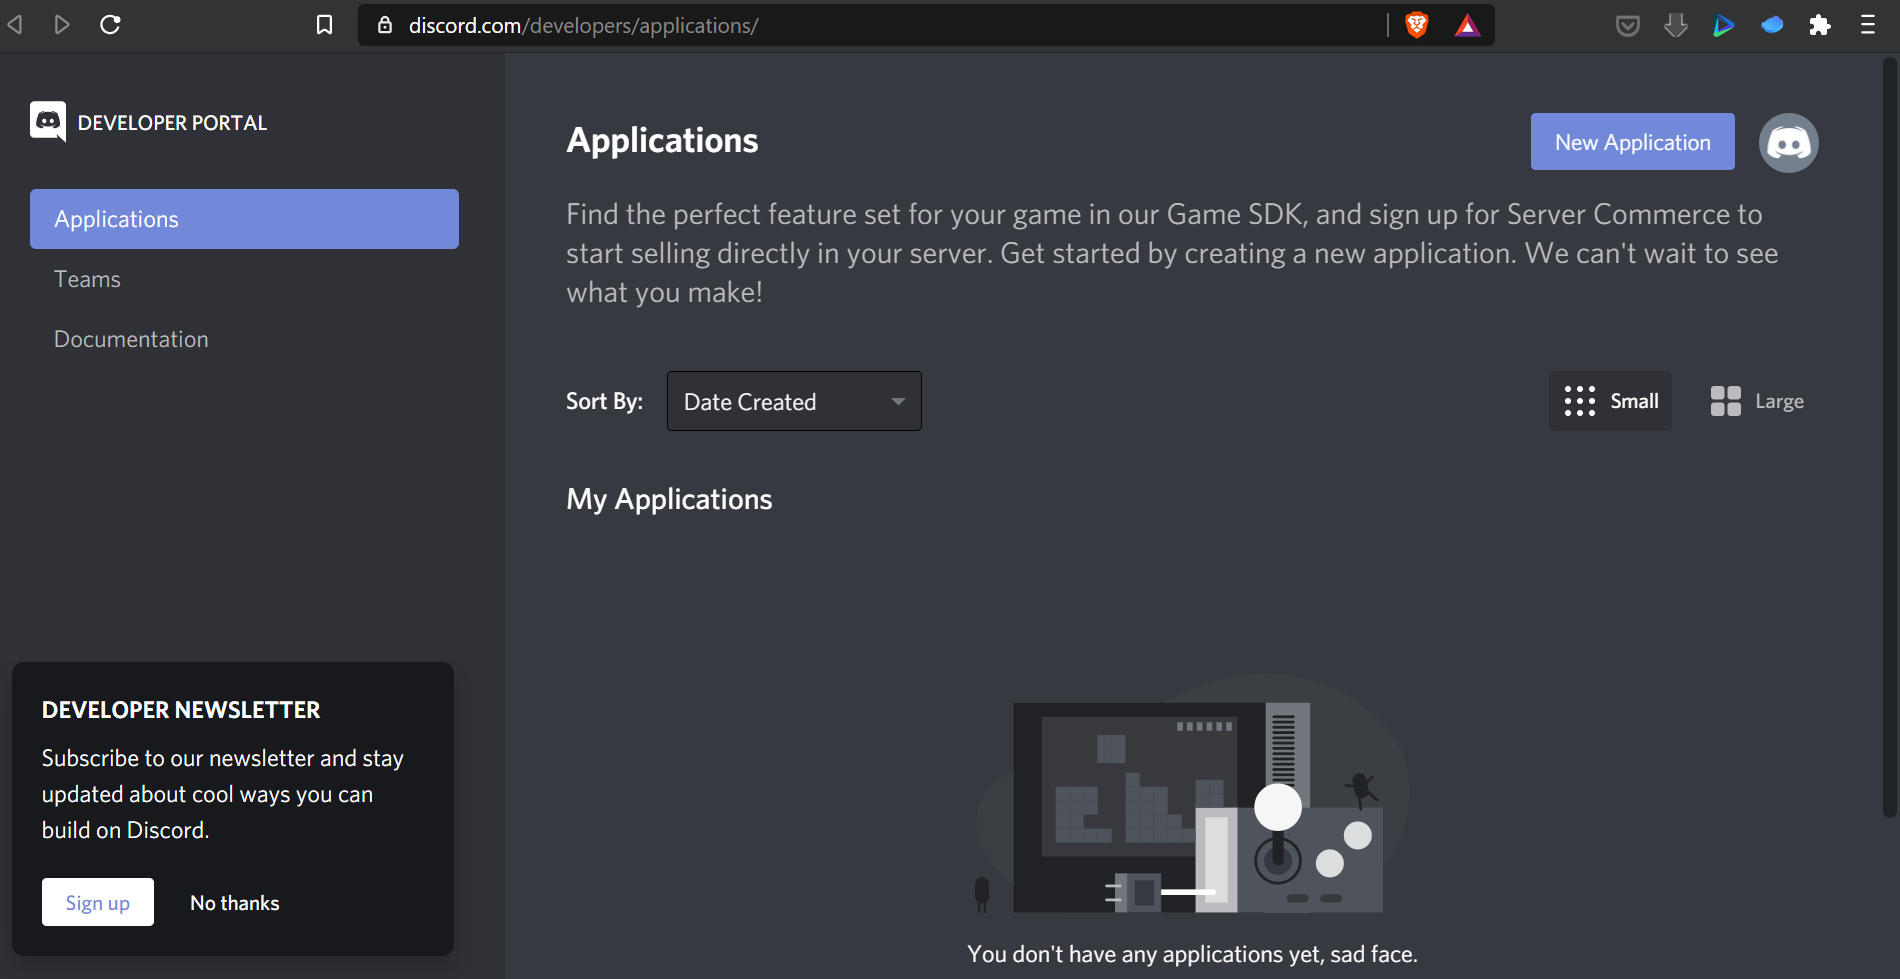 discord.com/developers/applications/
DEVELOPER PORTAL
Applications
Teams
Documentation
DEVELOPER NEWSLETTER
Subscribe to our newsletter and stay
updated about cool ways you can
build on Discord.
Sign up
No thanks
Applications
New Application
Find the perfect feature set for your game in our Game SDK, and sign up for Server Commerce to
start selling directly in your server. Get started by creating a new application. We can't wait to see
what you make!
Sort By:
Date Created
Small
Large
My Applications
You don't have any applications yet, sad face.